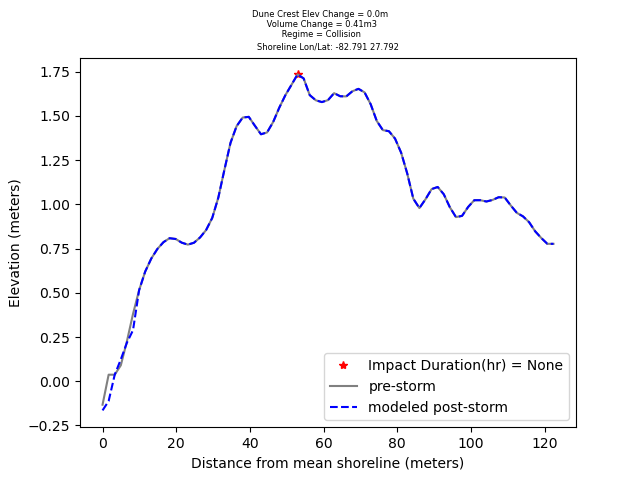 Dune Crest Elev Change = 0.0m
Volume Change = 0.41m3
Regime = Collision
Shoreline Lon/Lat: -82.791 27.792
1.75
1.50
1.25
1.00
0.75
0.50
0.25
0.00
−0.25
Elevation (meters)
Impact Duration(hr) = None
pre-storm
modeled post-storm
0 20 40 60 80 100 120
Distance from mean shoreline (meters)